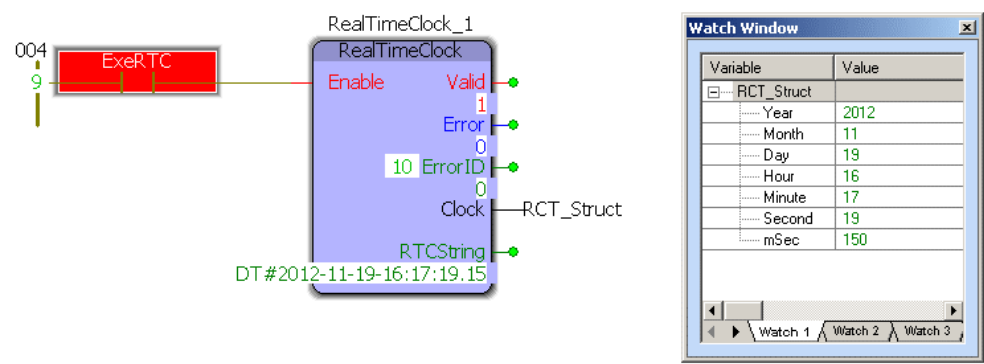 RealTimeClock_1
004
ExeRTC
RealTimeClock
9
Enable
Valid
1
Error
0
10 ErrorID
0
Clock
RCT_Struct
RTCString
DT#2012-11-19-16:17:19.15
Watch Window
Variable Value
RCT_Struct
Year 2012
Month 11
Day 19
Hour 16
Minute 17
Second 19
mSec 150
Watch 1 Watch 2 Watch 3